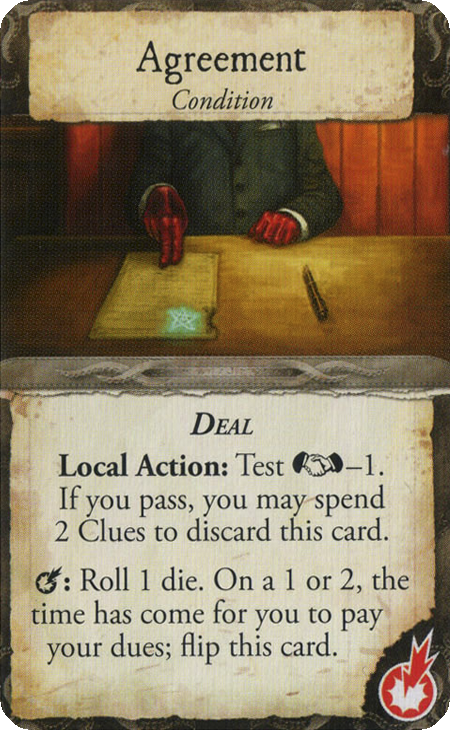 Agreement
Condition
DEAL
Local Action: Test –1.
If you pass, you may spend
2 Clues to discard this card.
: Roll 1 die. On a 1 or 2, the
time has come for you to pay
your dues; flip this card.